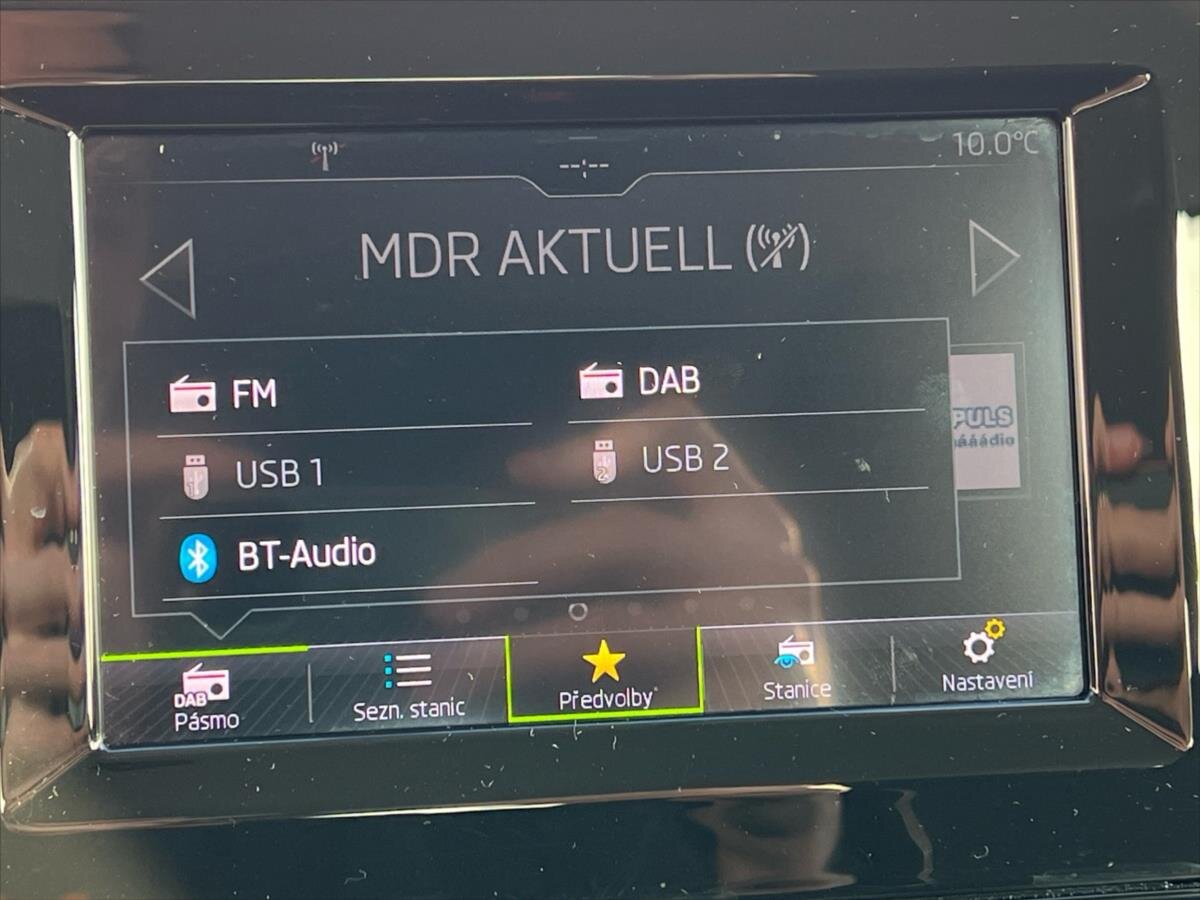 10.0°C
--:--
MDR AKTUELL
FM
DAB
USB 1
USB 2
BT-Audio
PULS
DAB
Pásmo
Sezn. stanic
Předvolby
Stanice
Nastavení